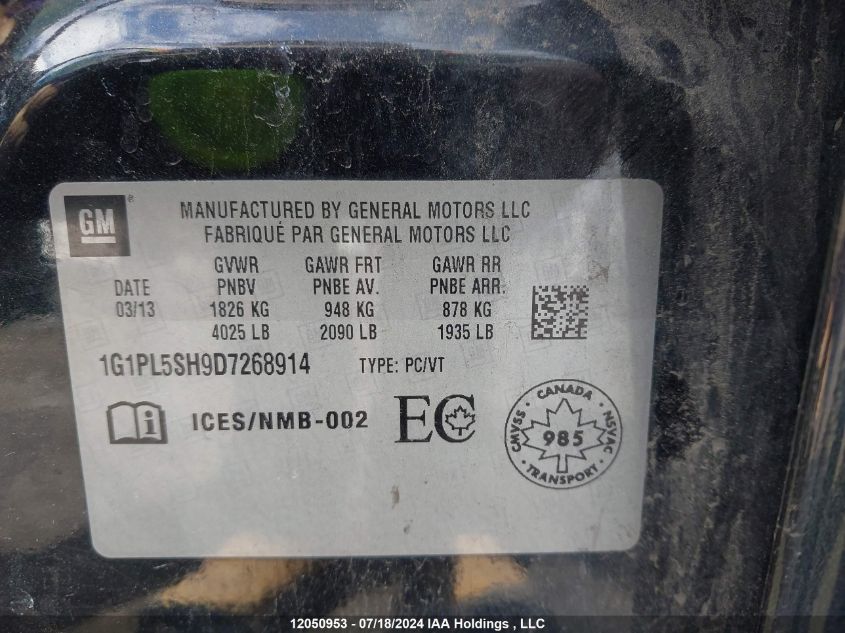 GM ®
MANUFACTURED BY GENERAL MOTORS LLC
FABRIQUÉ PAR GENERAL MOTORS LLC
GVWR GAWR FRT GAWR RR
DATE PNBV PNBE AV. PNBE ARR.
03/13 1826 KG 948 KG 878 KG
4025 LB 2090 LB 1935 LB
1G1PL5SH9D7268914 TYPE: PC/VT
i ICES/NMB-002 EC
CANADA
CMVSS • 985 • NSVAC
• TRANSPORT •
12050953 - 07/18/2024 IAA Holdings , LLC